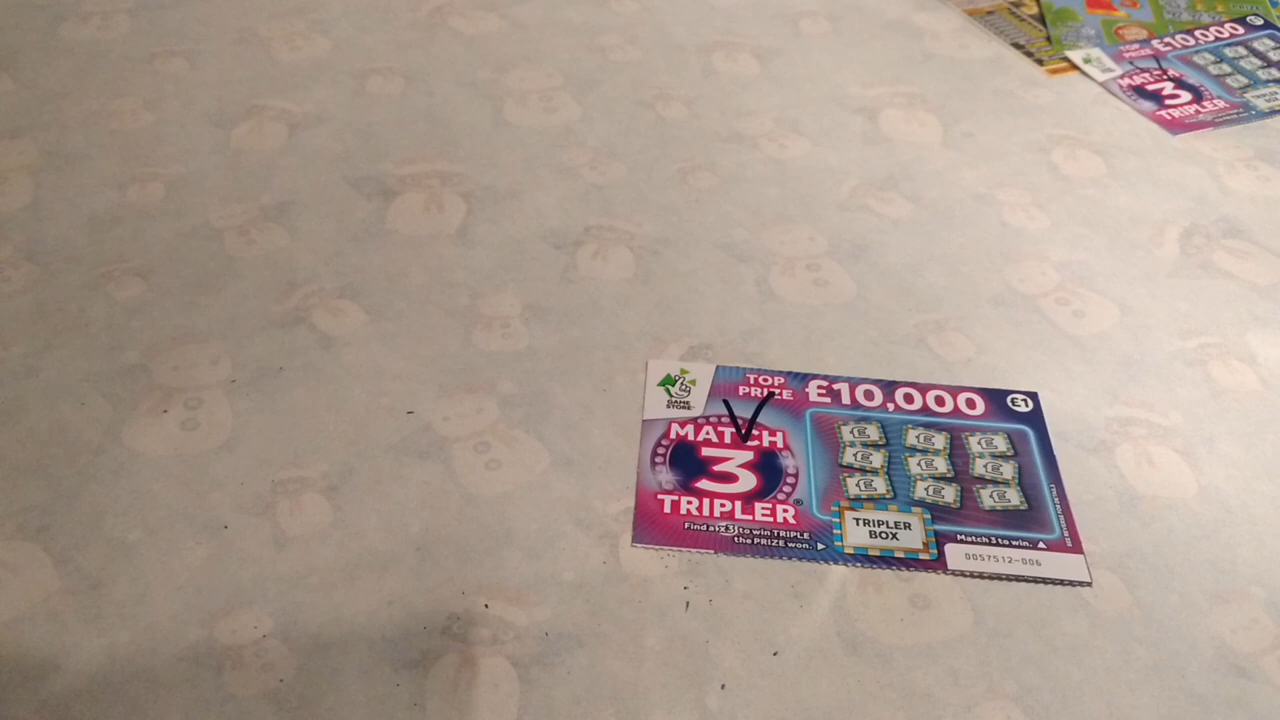 GAME
STORE
TOP
PRIZE
£10,000
£1
V
MATCH
3
TRIPLER®
Find a x3 to win TRIPLE
the PRIZE won.
£ £ £
£ £ £
£ £ £
TRIPLER
BOX
Match 3 to win.
0057512-006
TOP
PRIZE
£10,000
£1
MATCH
3
TRIPLER